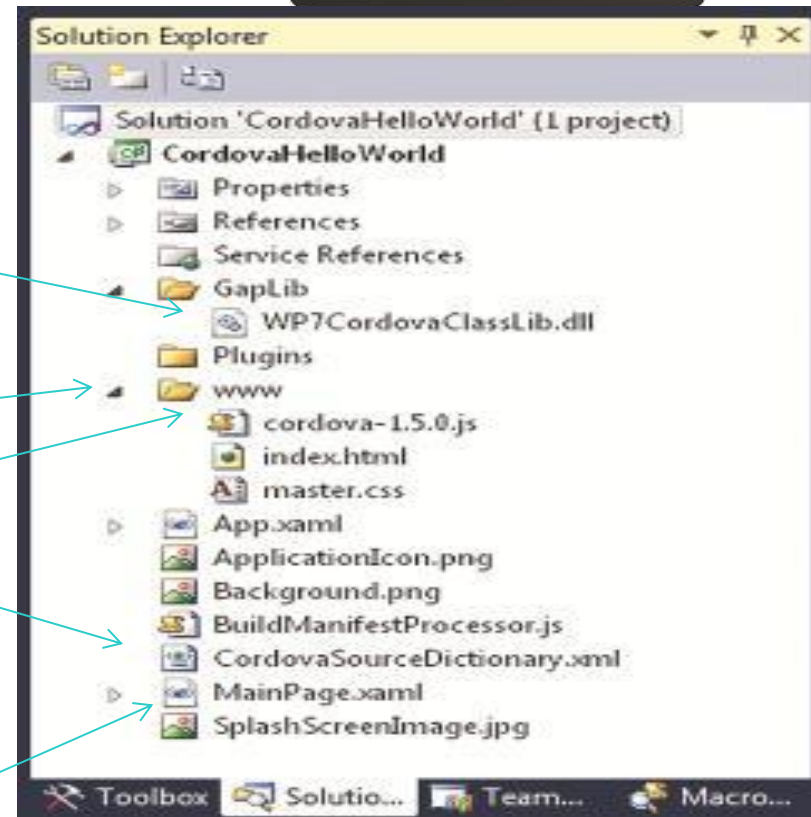 Solution Explorer
Solution 'CordovaHelloWorld' (1 project)
CordovaHelloWorld
Properties
References
Service References
GapLib
WP7CordovaClassLib.dll
Plugins
www
cordova-1.5.0.js
index.html
master.css
App.xaml
ApplicationIcon.png
Background.png
BuildManifestProcessor.js
CordovaSourceDictionary.xml
MainPage.xaml
SplashScreenImage.jpg
Toolbox Solutio... Team... Macro...